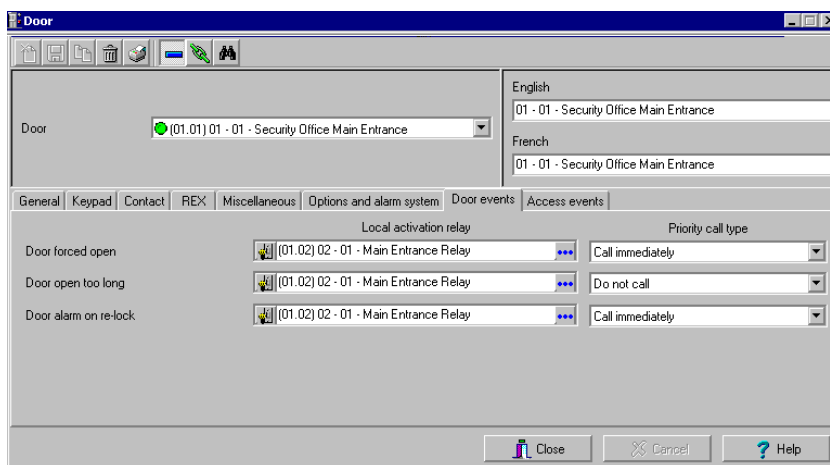 Door
English
01 - 01 - Security Office Main Entrance
Door (01.01) 01 - 01 - Security Office Main Entrance
French
01 - 01 - Security Office Main Entrance
General Keypad Contact REX Miscellaneous Options and alarm system Door events Access events
Local activation relay Priority call type
Door forced open (01.02) 02 - 01 - Main Entrance Relay ... Call immediately
Door open too long (01.02) 02 - 01 - Main Entrance Relay ... Do not call
Door alarm on re-lock (01.02) 02 - 01 - Main Entrance Relay ... Call immediately
Close Cancel ? Help